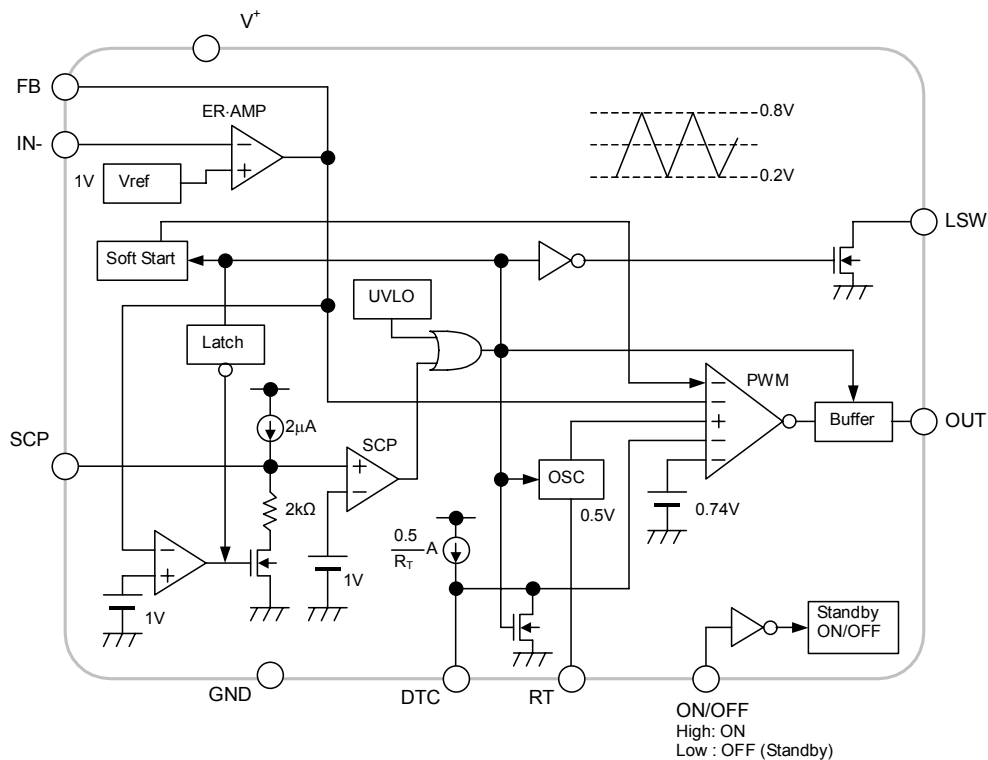 V+
FB
ER·AMP
IN-
1V
Vref
0.8V
0.2V
LSW
Soft Start
UVLO
Latch
PWM
2µA
SCP
SCP
Buffer
OUT
OSC
2kΩ
0.5V
0.74V
0.5
RT
A
1V
1V
Standby
ON/OFF
GND
DTC
RT
ON/OFF
High: ON
Low : OFF (Standby)